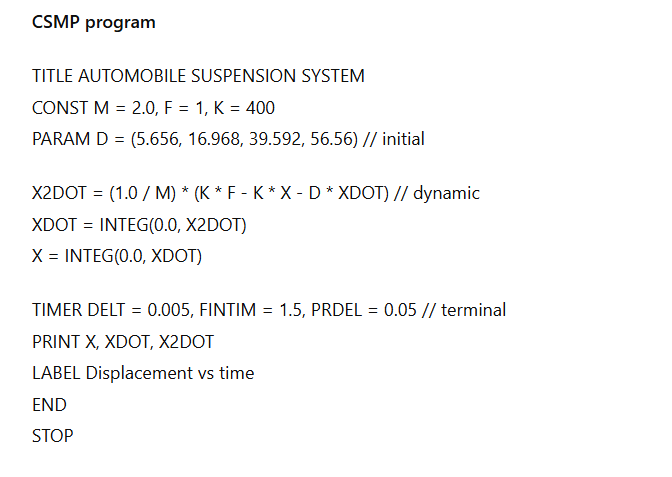 CSMP program
TITLE AUTOMOBILE SUSPENSION SYSTEM
CONST M = 2.0, F = 1, K = 400
PARAM D = (5.656, 16.968, 39.592, 56.56) // initial
X2DOT = (1.0 / M) * (K * F - K * X - D * XDOT) // dynamic
XDOT = INTEG(0.0, X2DOT)
X = INTEG(0.0, XDOT)
TIMER DELT = 0.005, FINTIM = 1.5, PRDEL = 0.05 // terminal
PRINT X, XDOT, X2DOT
LABEL Displacement vs time
END
STOP